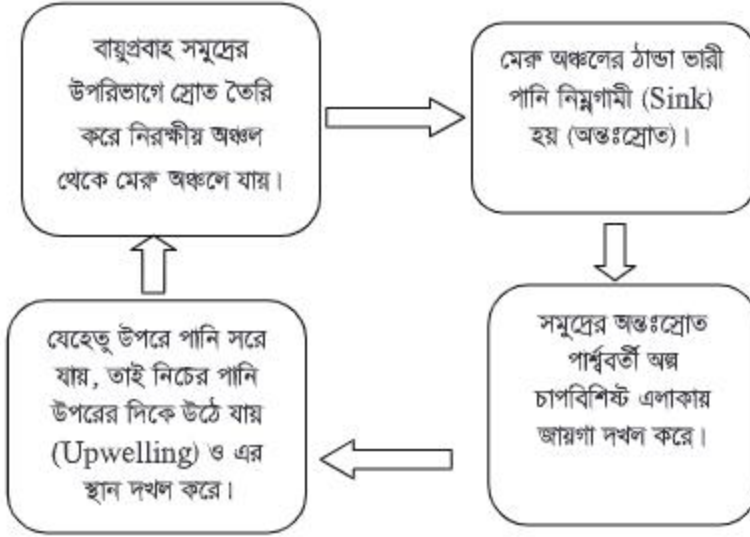 বায়ুপ্রবাহ সমুদ্রের
উপরিভাগে স্রোত তৈরি
করে নিরক্ষীয় অঞ্চল
থেকে মেরু অঞ্চলে যায়।
মেরু অঞ্চলের ঠান্ডা ভারী
পানি নিম্নগামী (Sink)
হয় (অন্তঃস্রোত)।
সমুদ্রের অন্তঃস্রোত
পার্শ্ববর্তী অল্প
চাপবিশিষ্ট এলাকায়
জায়গা দখল করে।
যেহেতু উপরে পানি সরে
যায়, তাই নিচের পানি
উপরের দিকে উঠে যায়
(Upwelling) ও এর
স্থান দখল করে।